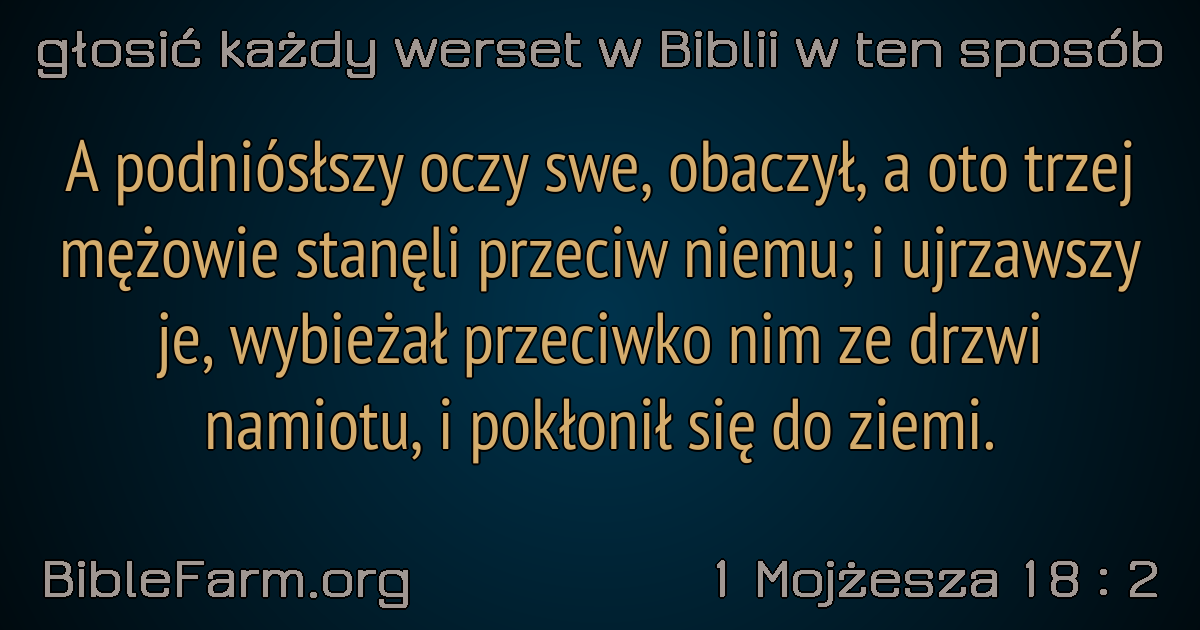 głosić każdy werset w Biblii w ten sposób
A podniósłszy oczy swe, obaczył, a oto trzej
mężowie stanęli przeciw niemu; i ujrzawszy
je, wybieżał przeciwko nim ze drzwi
namiotu, i pokłonił się do ziemi.
BibleFarm.org
1 Mojżesza 18 : 2